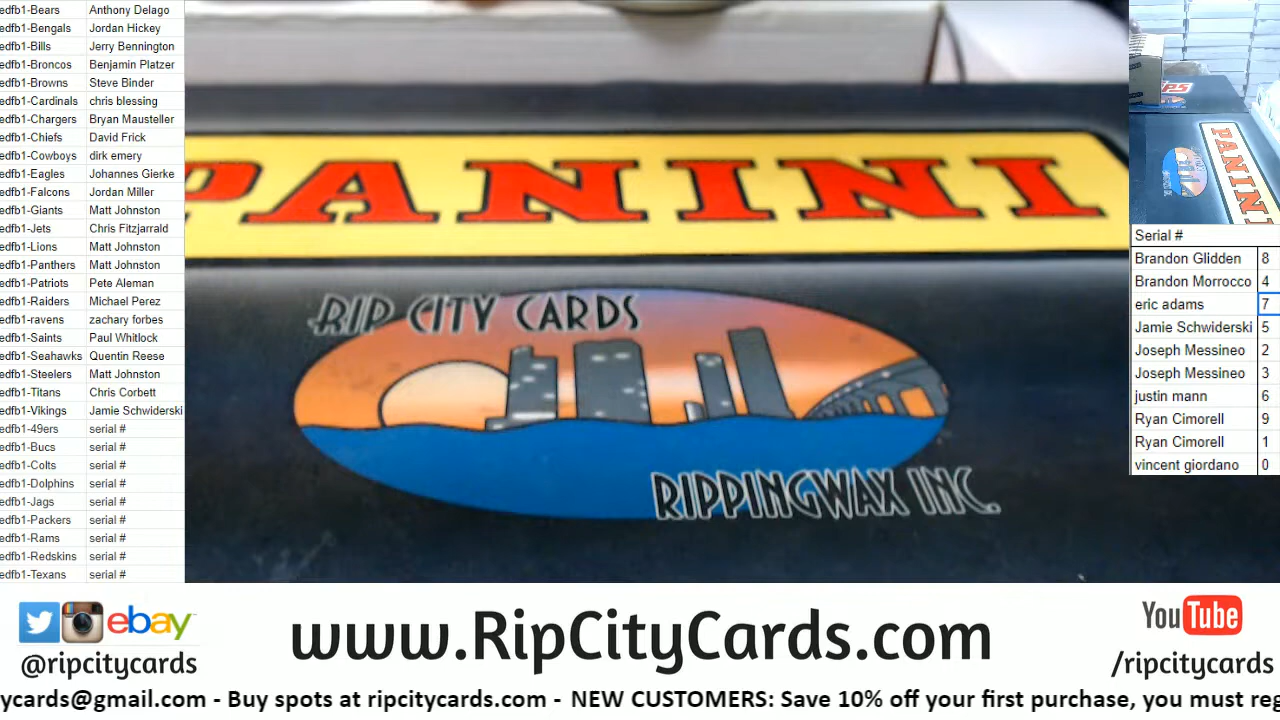 edfb1-Bears Anthony Delago
edfb1-Bengals Jordan Hickey
edfb1-Bills Jerry Bennington
edfb1-Broncos Benjamin Platzer
edfb1-Browns Steve Binder
edfb1-Cardinals chris blessing
edfb1-Chargers Bryan Mausteller
edfb1-Chiefs David Frick
edfb1-Cowboys dirk emery
edfb1-Eagles Johannes Gierke
edfb1-Falcons Jordan Miller
edfb1-Giants Matt Johnston
edfb1-Jets Chris Fitzjarrald
edfb1-Lions Matt Johnston
edfb1-Panthers Matt Johnston
edfb1-Patriots Pete Aleman
edfb1-Raiders Michael Perez
edfb1-ravens zachary forbes
edfb1-Saints Paul Whitlock
edfb1-Seahawks Quentin Reese
edfb1-Steelers Matt Johnston
edfb1-Titans Chris Corbett
edfb1-Vikings Jamie Schwiderski
edfb1-49ers serial #
edfb1-Bucs serial #
edfb1-Colts serial #
edfb1-Dolphins serial #
edfb1-Jags serial #
edfb1-Packers serial #
edfb1-Rams serial #
edfb1-Redskins serial #
edfb1-Texans serial #
PANINI
RIP CITY CARDS
RIPPINGWAX INC.
PANINI
Serial #
Brandon Glidden 8
Brandon Morrocco 4
eric adams 7
Jamie Schwiderski 5
Joseph Messineo 2
Joseph Messineo 3
justin mann 6
Ryan Cimorell 9
Ryan Cimorell 1
vincent giordano 0
ebay
@ripcitycards
www.RipCityCards.com
YouTube
/ripcitycards
ycards@gmail.com - Buy spots at ripcitycards.com - NEW CUSTOMERS: Save 10% off your first purchase, you must reg